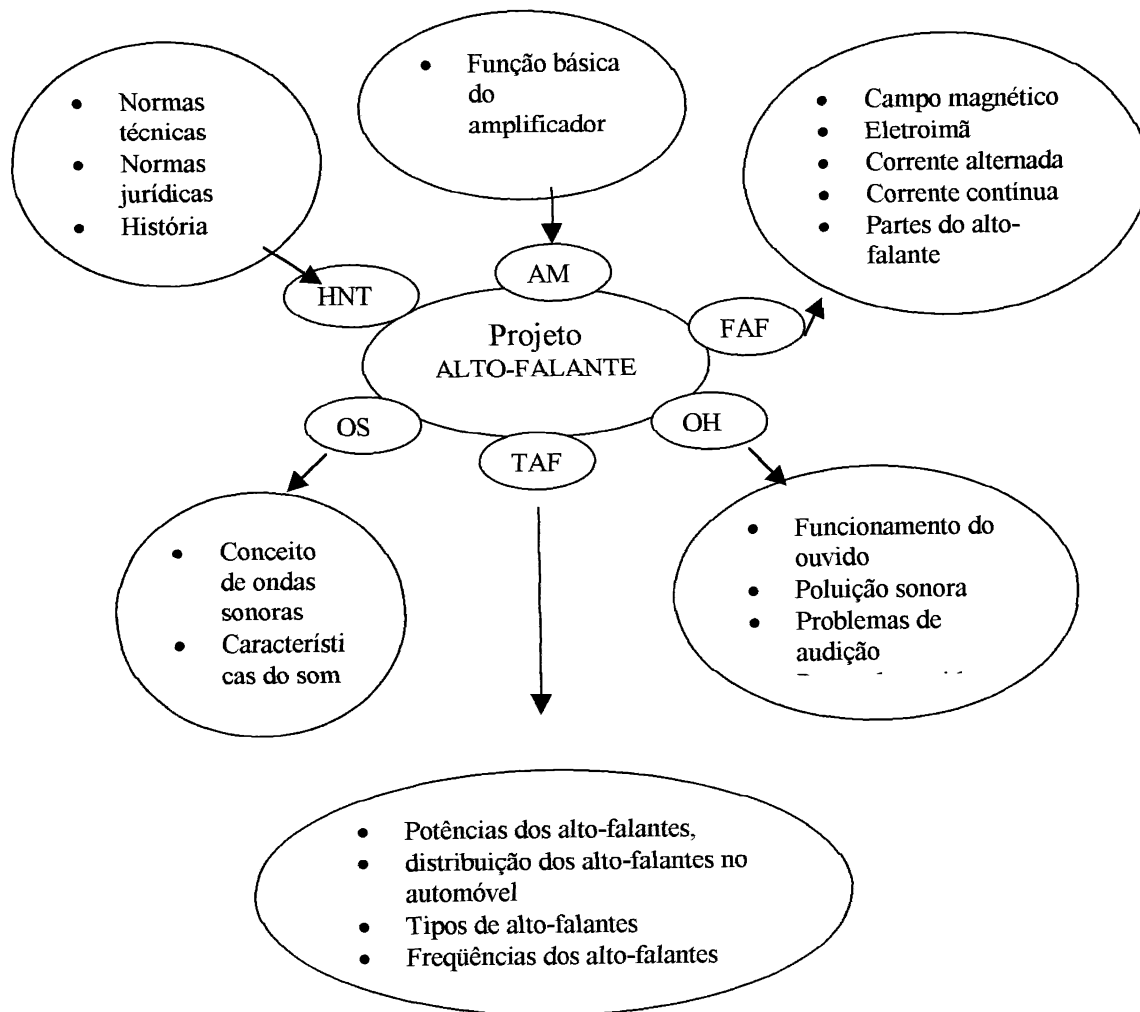 • Normas
técnicas
• Normas
jurídicas
• História
• Função básica
do
amplificador
• Campo magnético
• Eletroimã
• Corrente alternada
• Corrente contínua
• Partes do alto-
falante
HNT
AM
FAF
Projeto
ALTO-FALANTE
OS
TAF
OH
• Conceito
de ondas
sonoras
• Característi
cas do som
• Funcionamento do
ouvido
• Poluição sonora
• Problemas de
audição
• Potências dos alto-falantes,
• distribuição dos alto-falantes no
automóvel
• Tipos de alto-falantes
• Freqüências dos alto-falantes